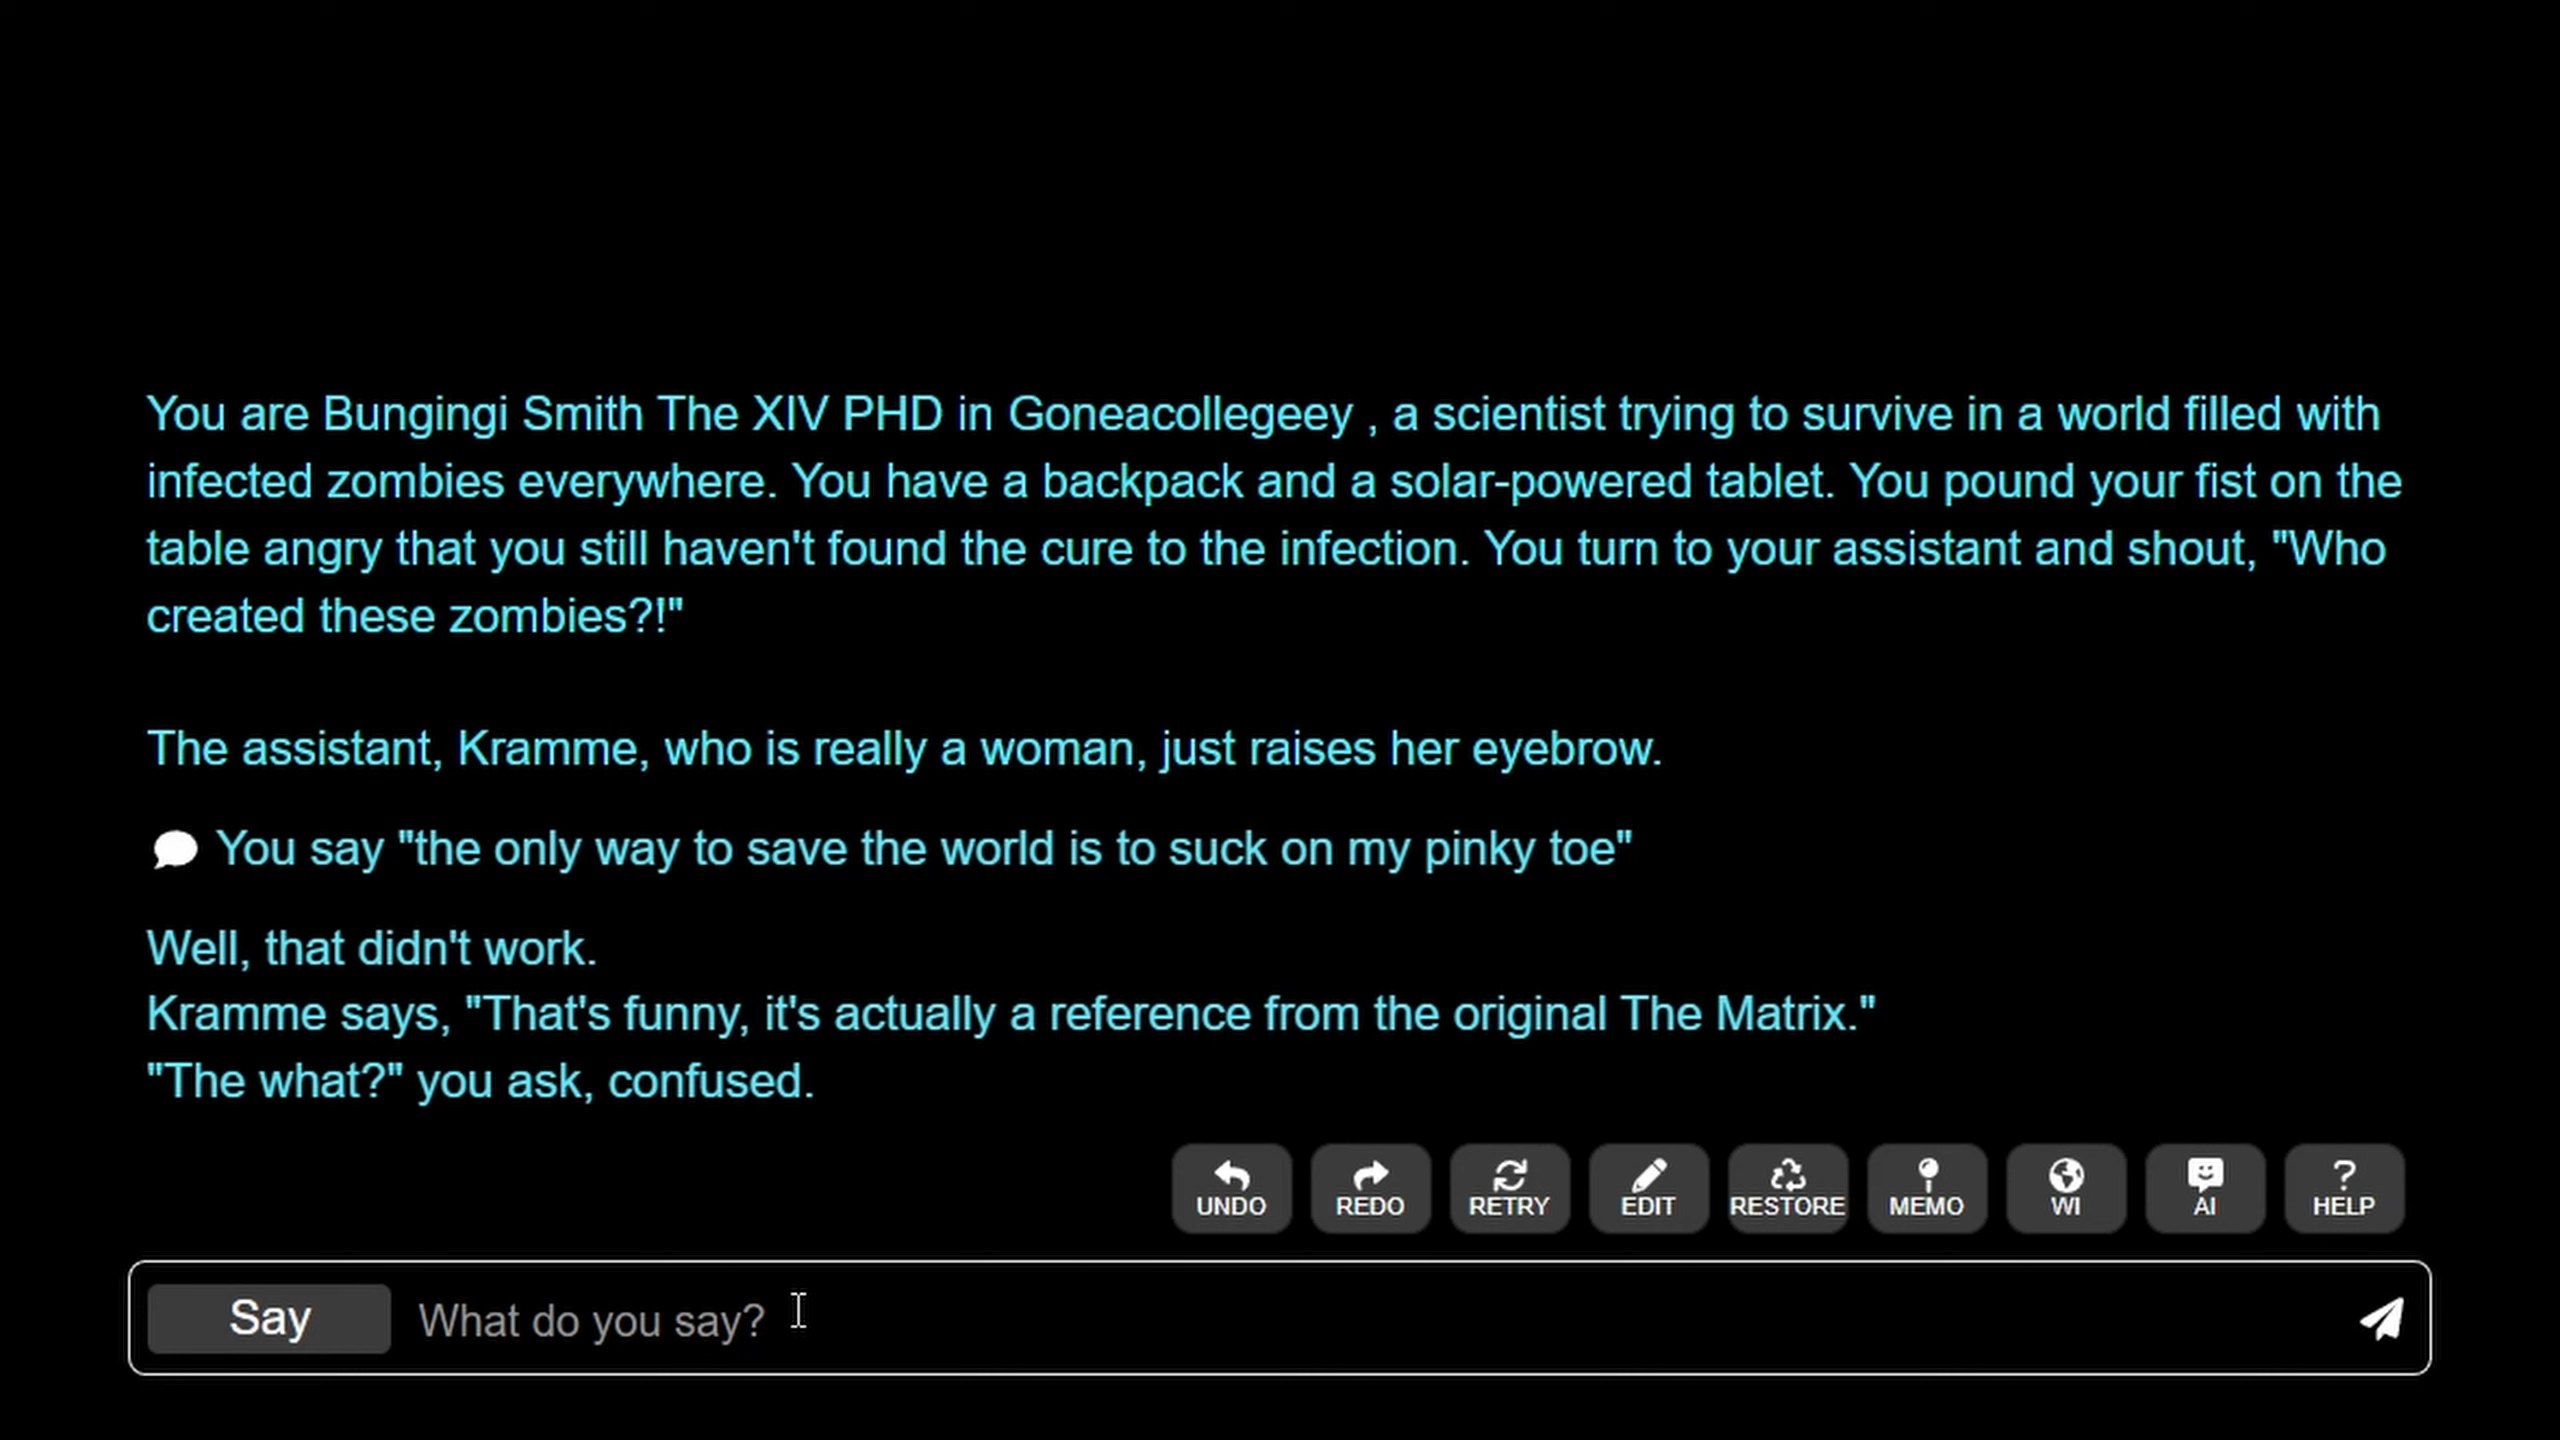 You are Bungingi Smith The XIV PHD in Goneacollegeey , a scientist trying to survive in a world filled with
infected zombies everywhere. You have a backpack and a solar-powered tablet. You pound your fist on the
table angry that you still haven't found the cure to the infection. You turn to your assistant and shout, "Who
created these zombies?!"
The assistant, Kramme, who is really a woman, just raises her eyebrow.
You say "the only way to save the world is to suck on my pinky toe"
Well, that didn't work.
Kramme says, "That's funny, it's actually a reference from the original The Matrix."
"The what?" you ask, confused.
UNDO REDO RETRY EDIT RESTORE MEMO WI AI HELP
Say What do you say?